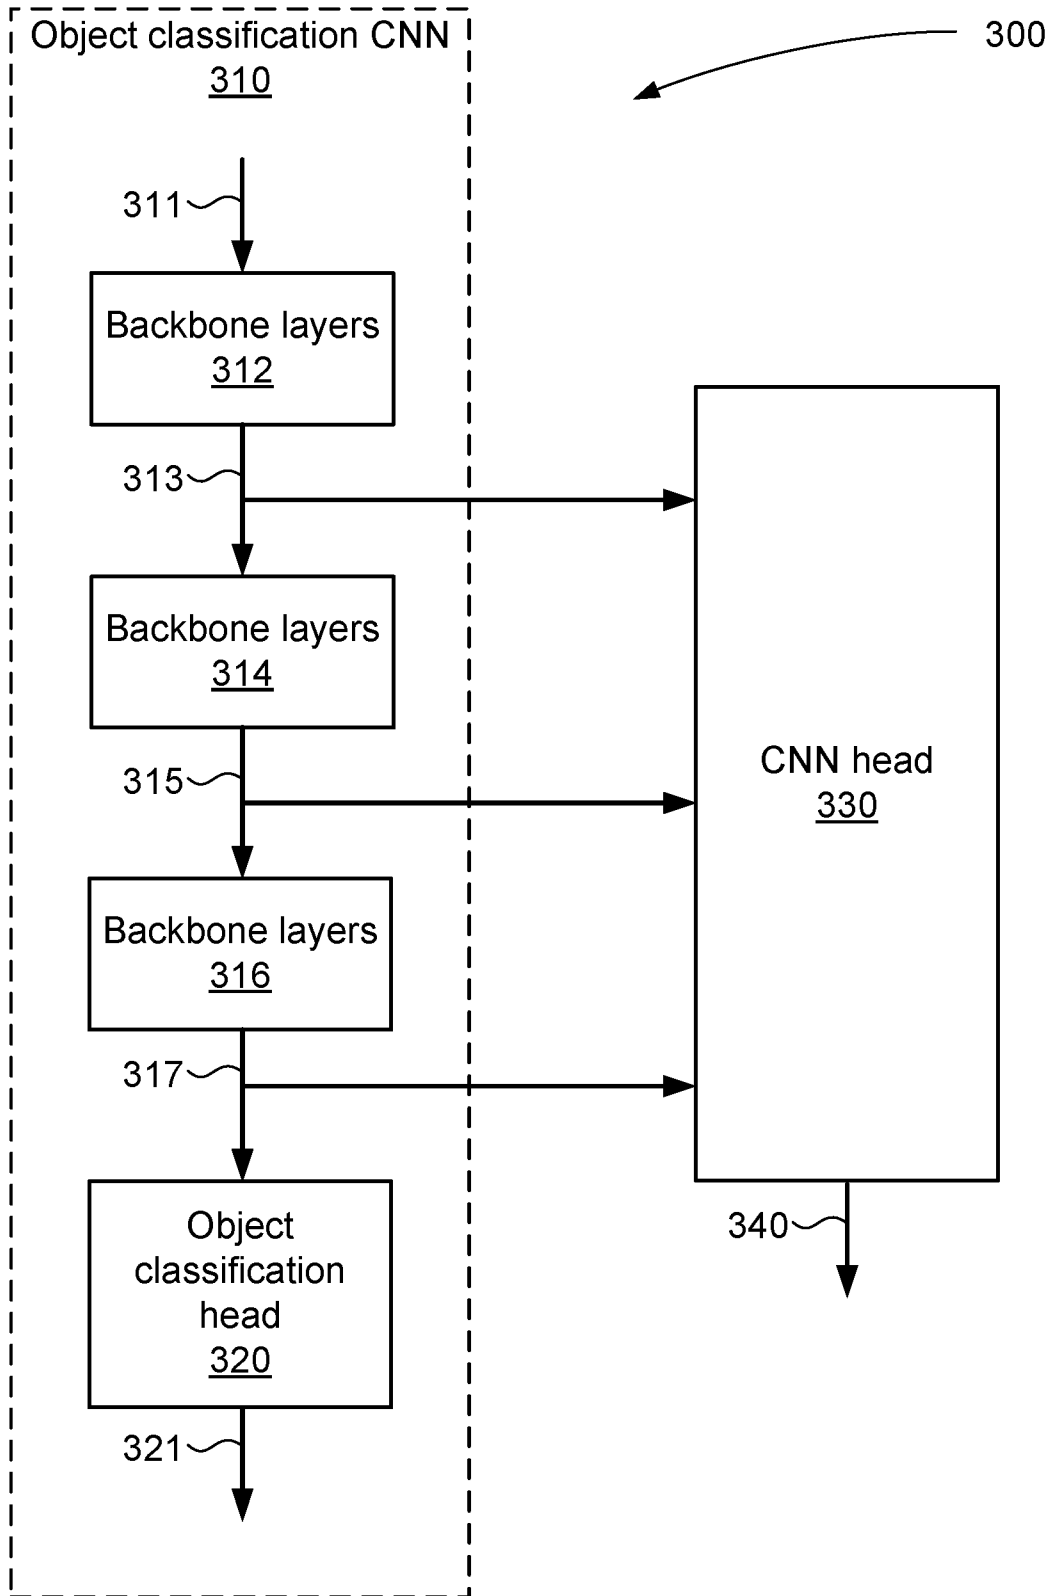 Object classification CNN
310
300
311
Backbone layers
312
313
Backbone layers
314
315
Backbone layers
316
317
Object
classification
head
320
321
CNN head
330
340